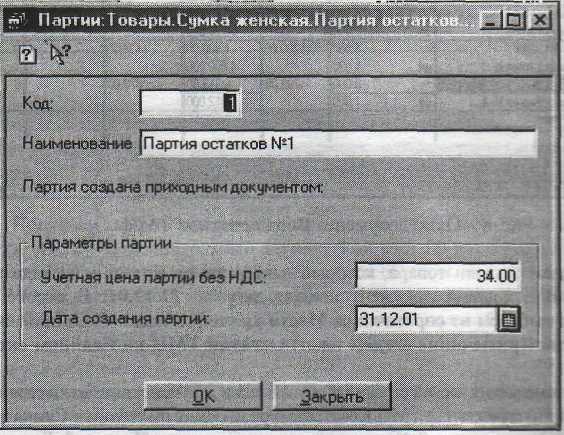 Партии:Товары.Сумка женская.Партия остатков...
Код: 1
Наименование Партия остатков №1
Партия создана приходным документом:
Параметры партии
Учетная цена партии без НДС: 34.00
Дата создания партии: 31.12.01
OK Закрыть